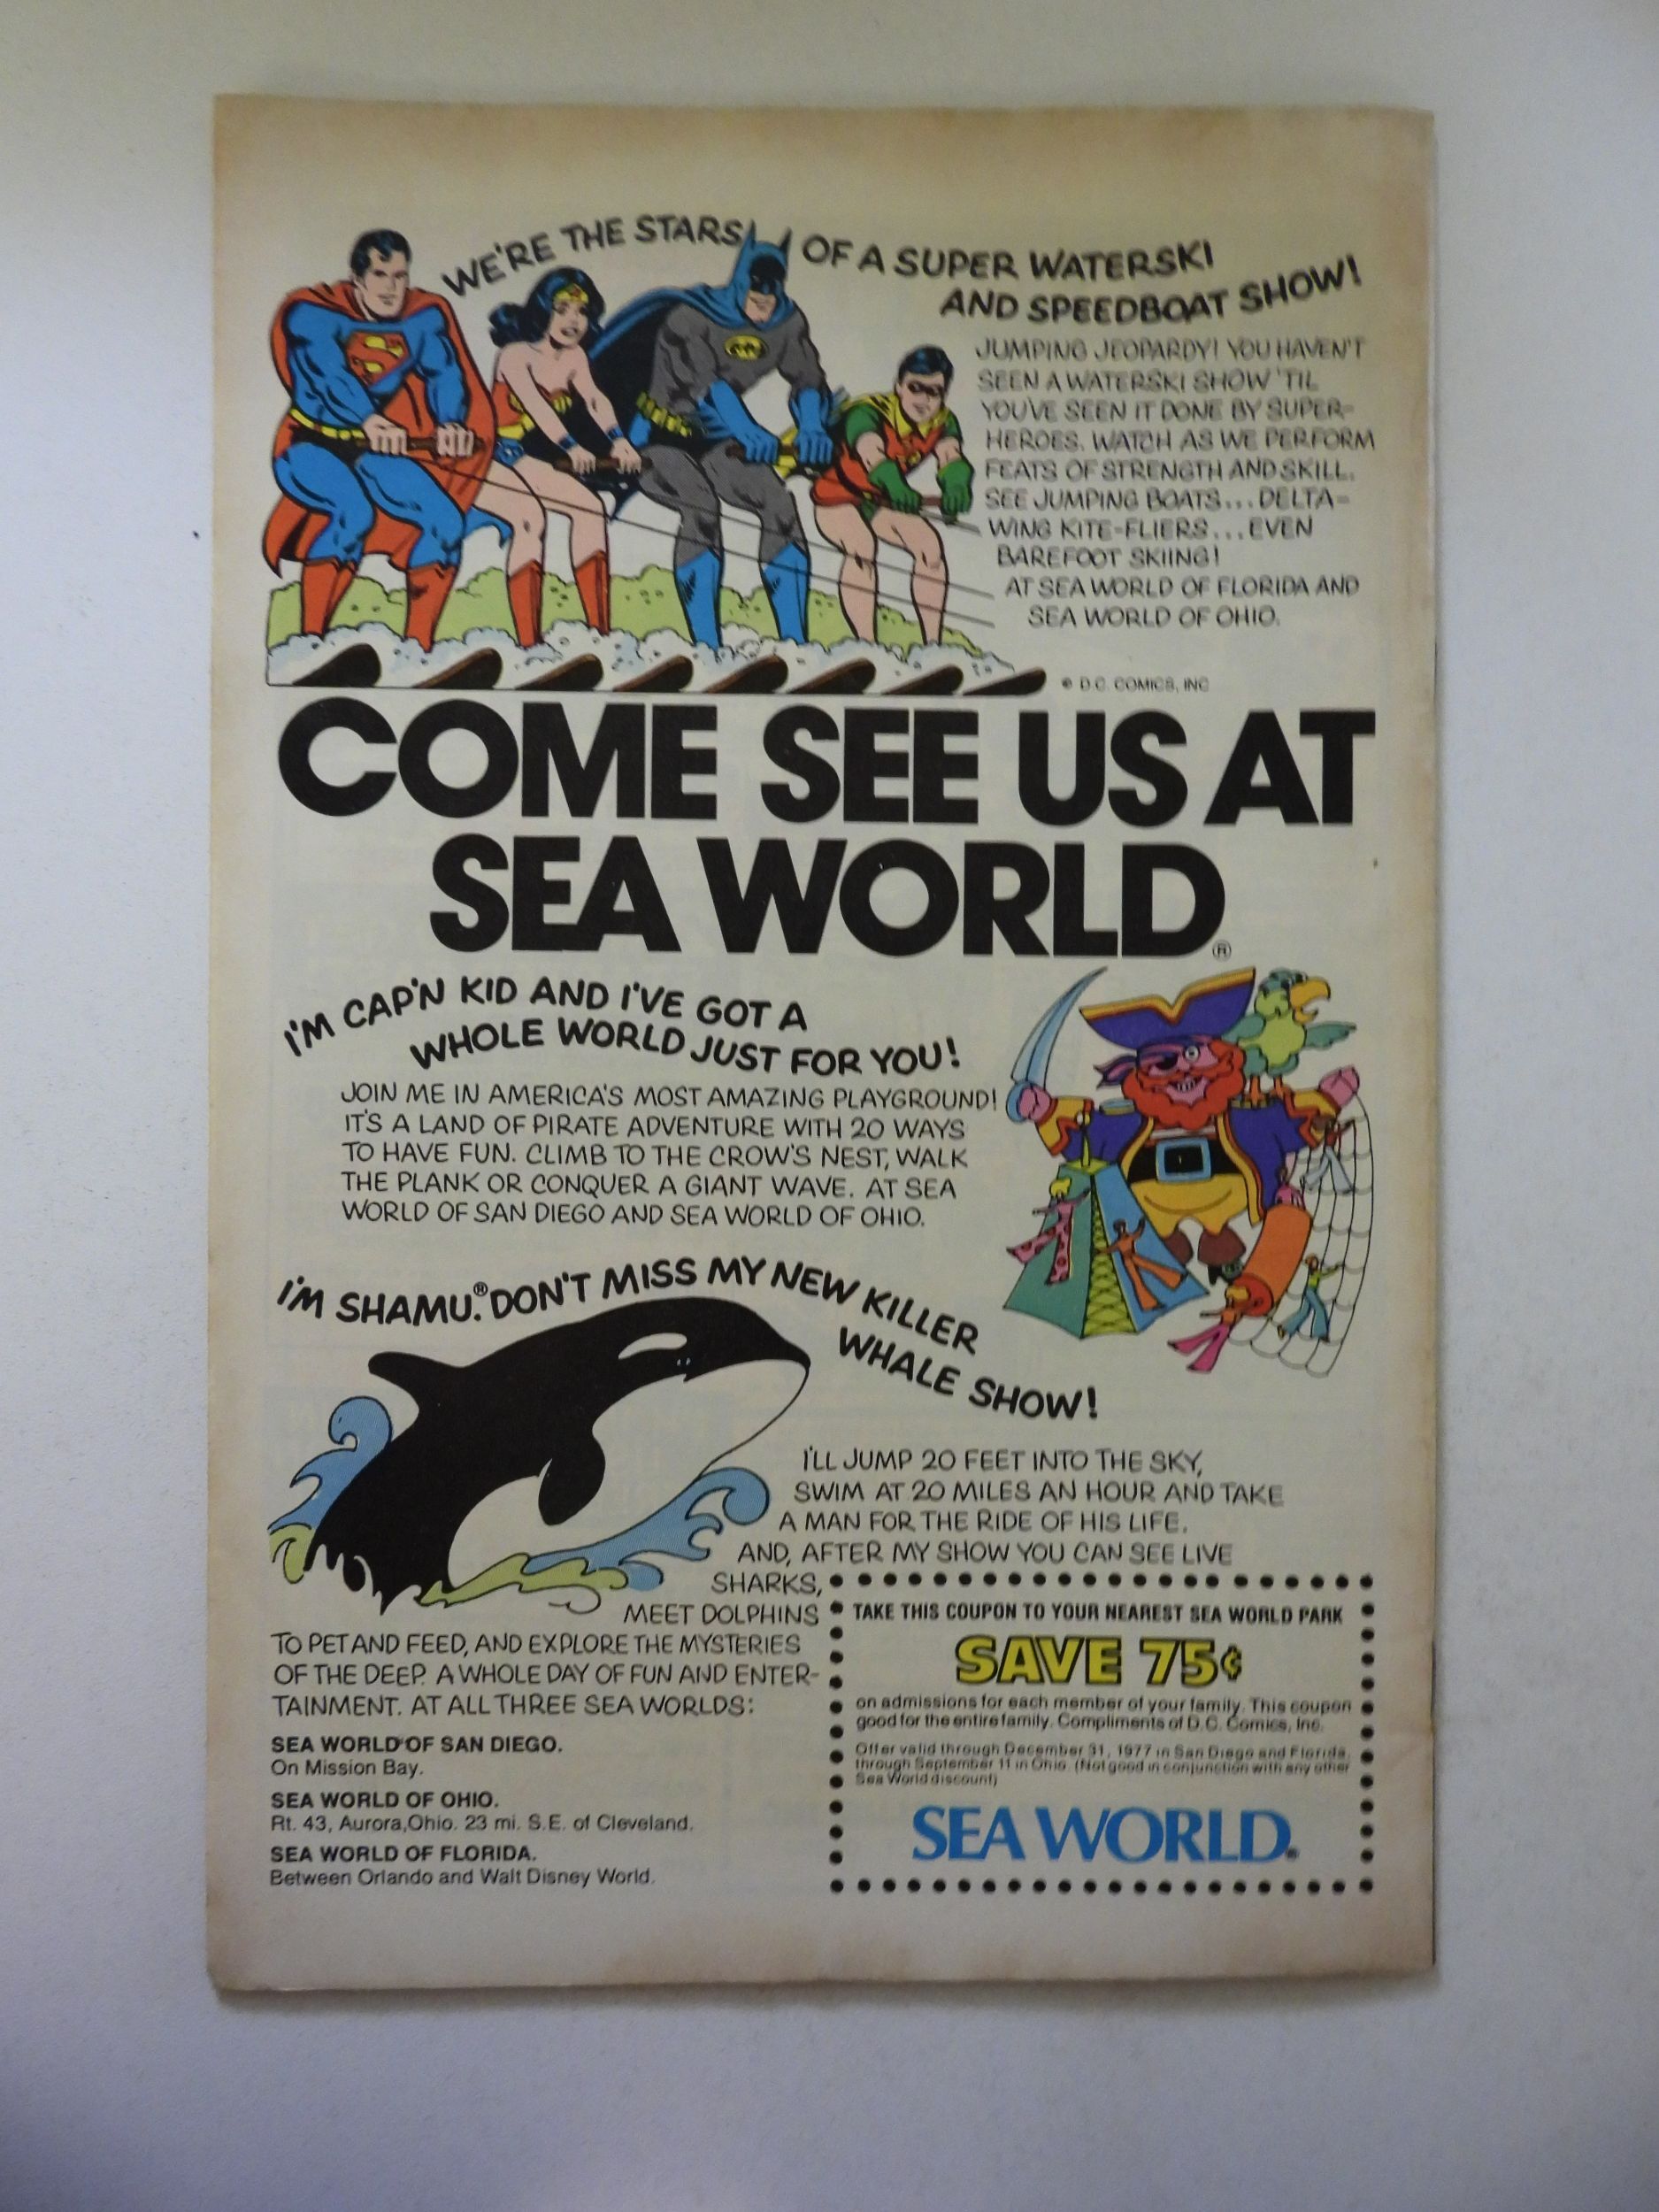 WE'RE THE STARS OF A SUPER WATERSKI
AND SPEEDBOAT SHOW!
JUMPING JEOPARDY! YOU HAVEN'T
SEEN A WATERSKI SHOW 'TIL
YOU'VE SEEN IT DONE BY SUPER-
HEROES. WATCH AS WE PERFORM
FEATS OF STRENGTH AND SKILL.
SEE JUMPING BOATS...DELTA-
WING KITE-FLIERS...EVEN
BAREFOOT SKIING!
AT SEA WORLD OF FLORIDA AND
SEA WORLD OF OHIO.
© D.C. COMICS, INC
COME SEE US AT
SEA WORLD®
I'M CAP'N KID AND I'VE GOT A
WHOLE WORLD JUST FOR YOU!
JOIN ME IN AMERICA'S MOST AMAZING PLAYGROUND!
IT'S A LAND OF PIRATE ADVENTURE WITH 20 WAYS
TO HAVE FUN. CLIMB TO THE CROW'S NEST, WALK
THE PLANK OR CONQUER A GIANT WAVE. AT SEA
WORLD OF SAN DIEGO AND SEA WORLD OF OHIO.
I'M SHAMU.® DON'T MISS MY NEW KILLER
WHALE SHOW!
I'LL JUMP 20 FEET INTO THE SKY,
SWIM AT 20 MILES AN HOUR AND TAKE
A MAN FOR THE RIDE OF HIS LIFE.
AND, AFTER MY SHOW YOU CAN SEE LIVE
SHARKS,
MEET DOLPHINS
TO PET AND FEED, AND EXPLORE THE MYSTERIES
OF THE DEEP. A WHOLE DAY OF FUN AND ENTER-
TAINMENT. AT ALL THREE SEA WORLDS:
SEA WORLD OF SAN DIEGO.
On Mission Bay.
SEA WORLD OF OHIO.
Rt. 43, Aurora, Ohio. 23 mi. S.E. of Cleveland.
SEA WORLD OF FLORIDA.
Between Orlando and Walt Disney World.
TAKE THIS COUPON TO YOUR NEAREST SEA WORLD PARK
SAVE 75¢
on admissions for each member of your family. This coupon
good for the entire family. Compliments of D.C. Comics, Inc.
Offer valid through December 31, 1977 in San Diego and Florida,
through September 11 in Ohio. (Not good in conjunction with any other
Sea World discount)
SEA WORLD®